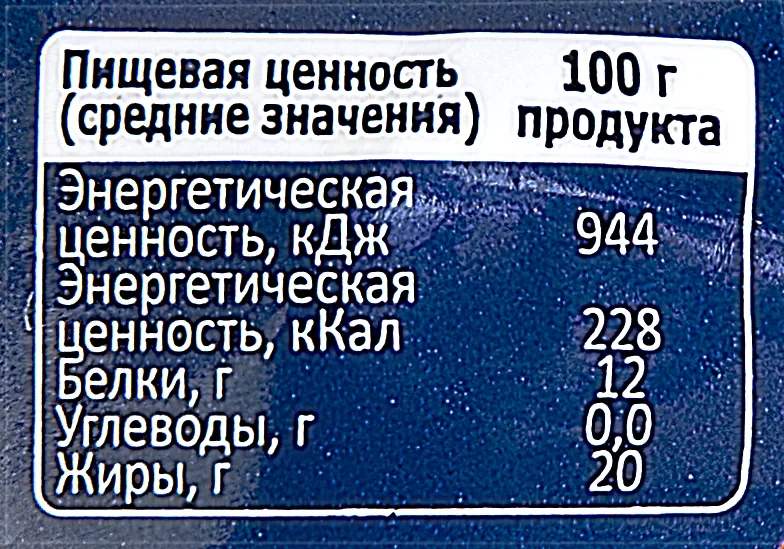 Пищевая ценность 100 г
(средние значения) продукта
Энергетическая
ценность, кДж 944
Энергетическая
ценность, кКал 228
Белки, г 12
Углеводы, г 0,0
Жиры, г 20